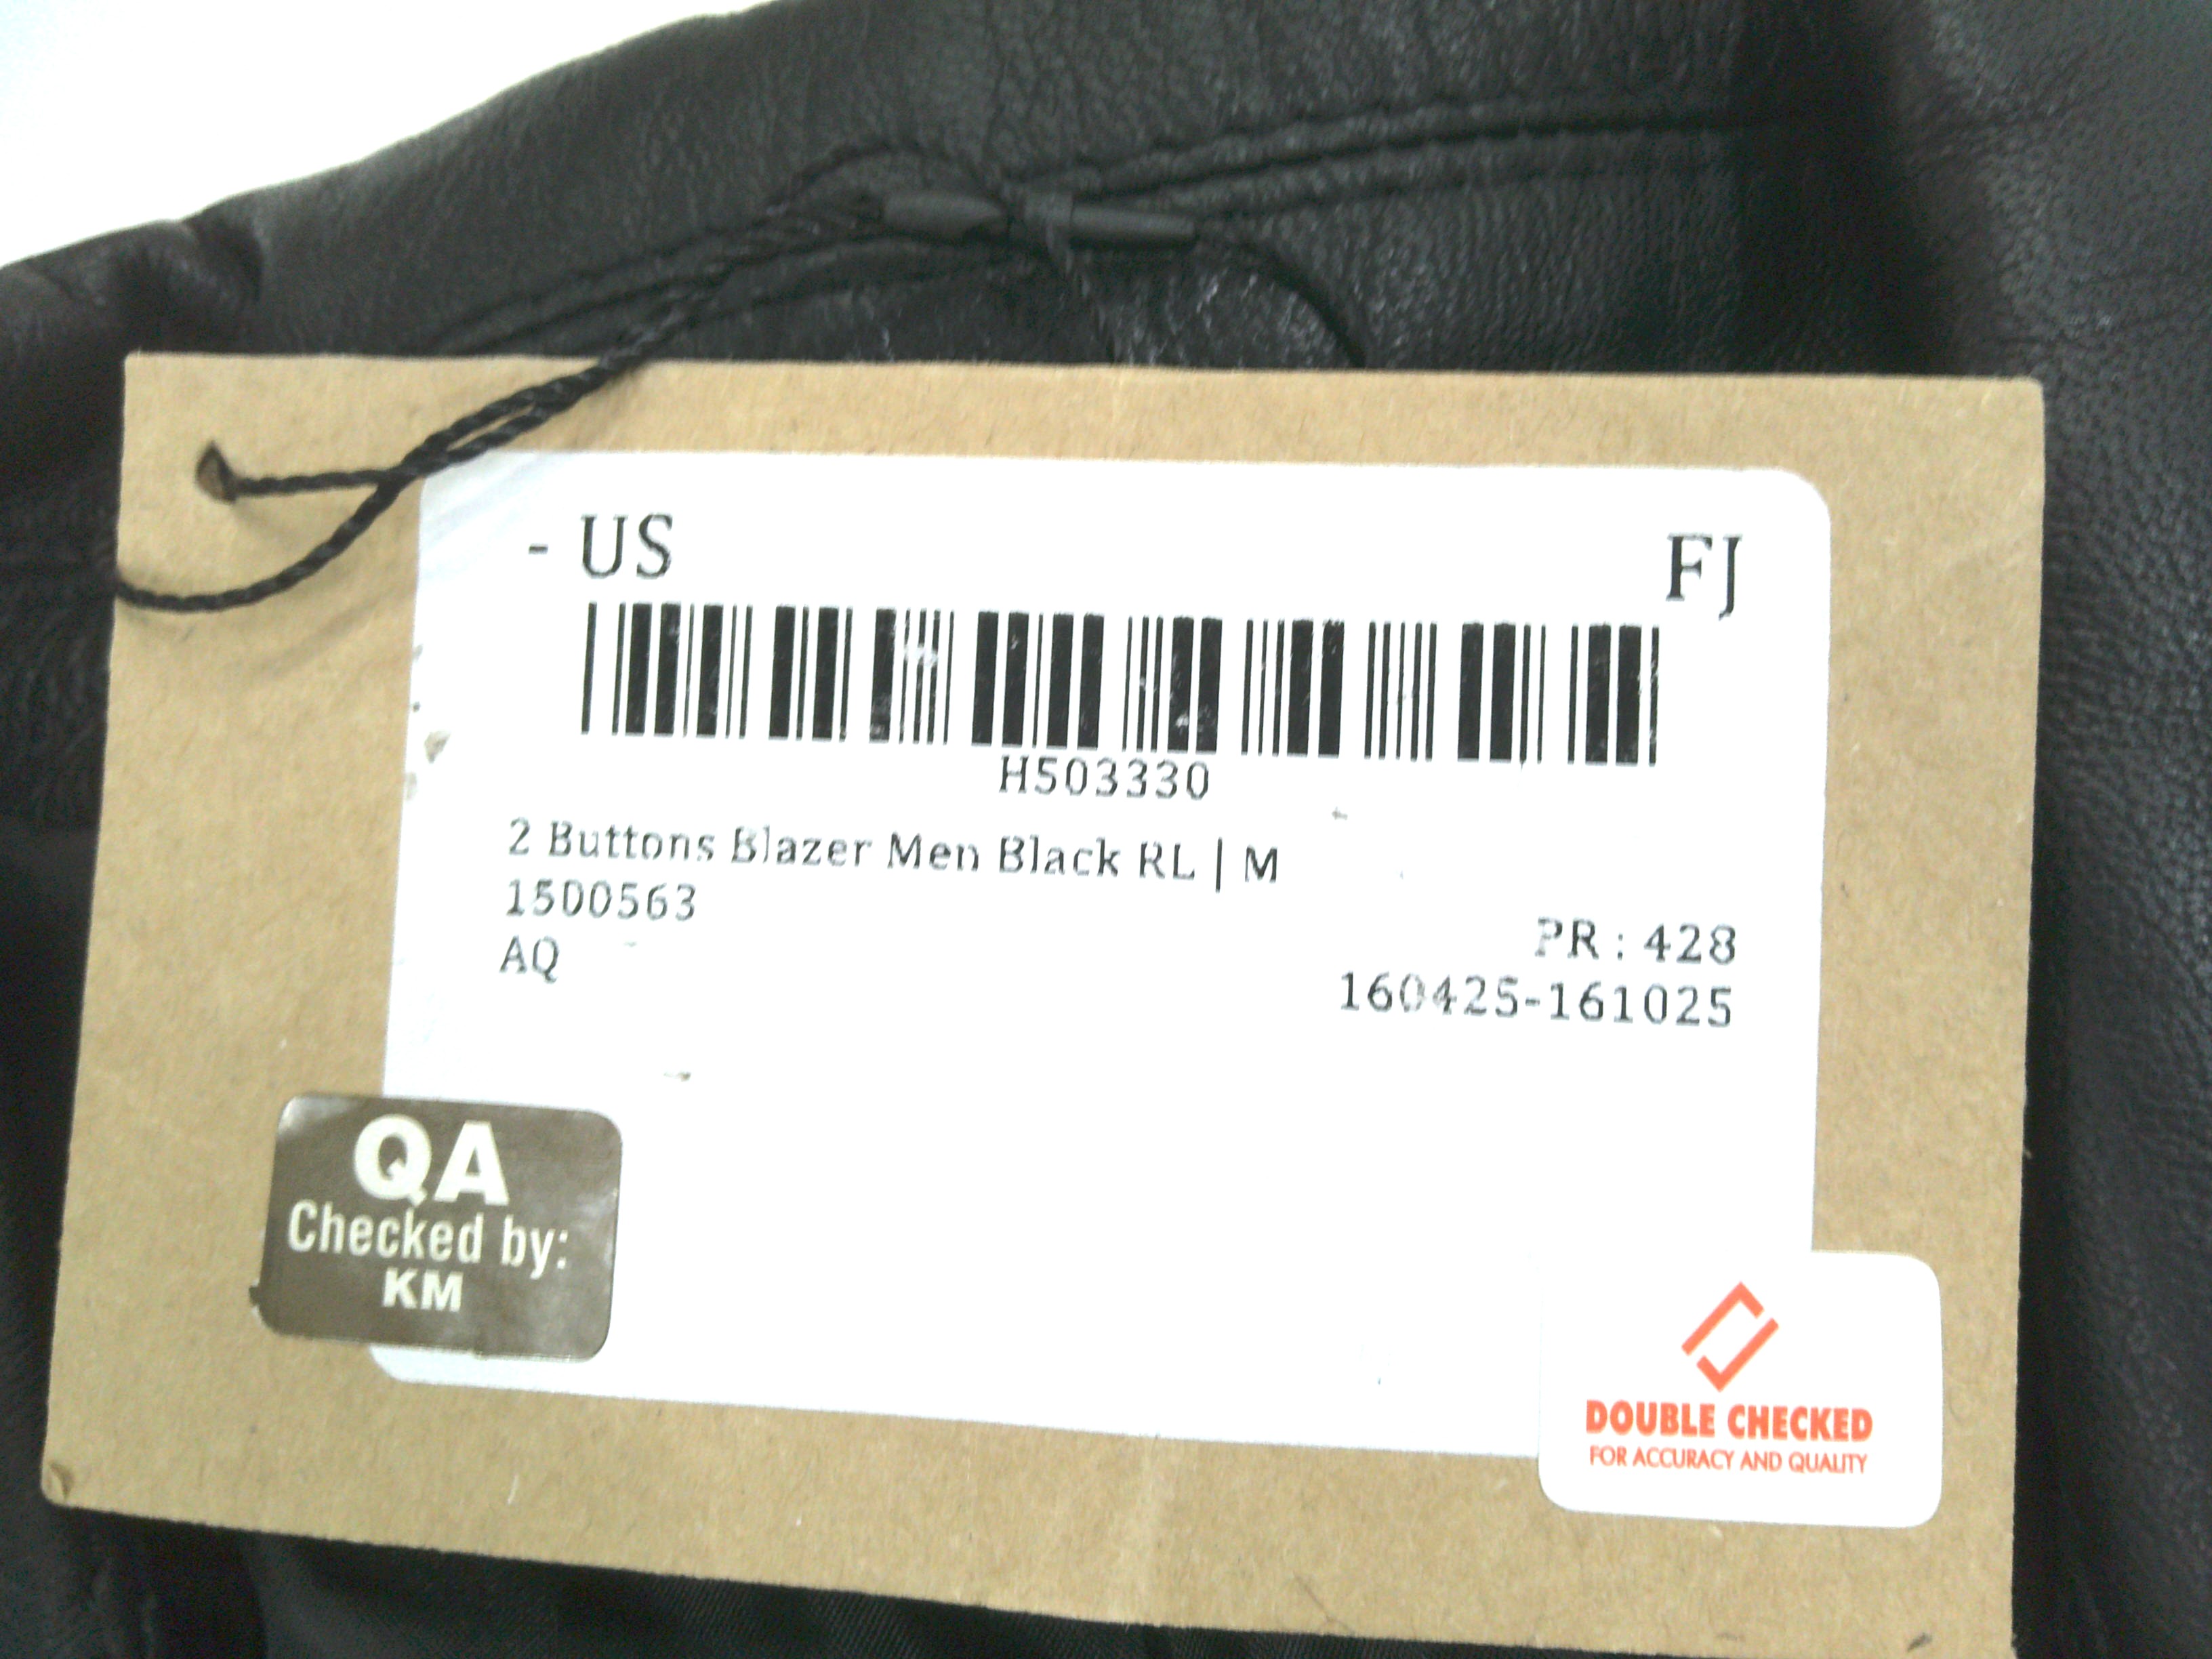 - US FJ
H503330
2 Buttons Blazer Men Black RL | M
1500563
PR : 428
AQ
160425-161025
QA
Checked by:
KM
DOUBLE CHECKED
FOR ACCURACY AND QUALITY